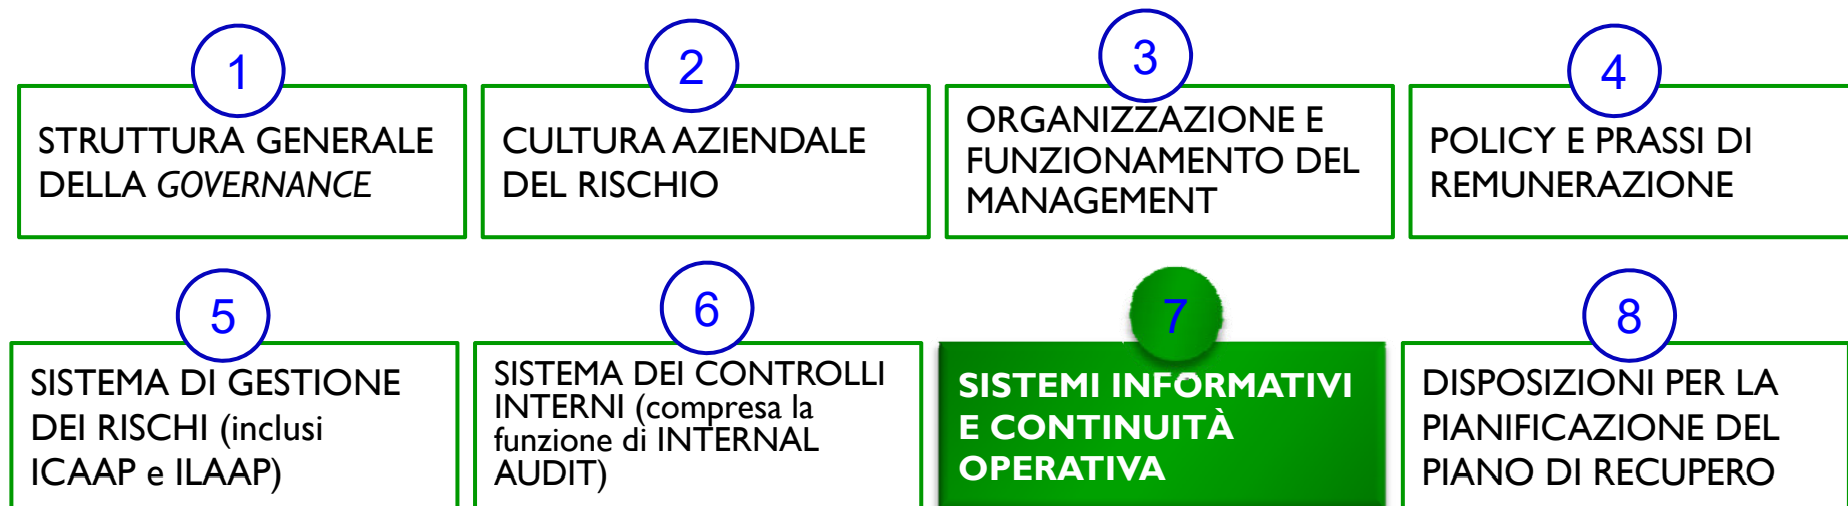 1
STRUTTURA GENERALE
DELLA GOVERNANCE
2
CULTURA AZIENDALE
DEL RISCHIO
3
ORGANIZZAZIONE E
FUNZIONAMENTO DEL
MANAGEMENT
4
POLICY E PRASSI DI
REMUNERAZIONE
5
SISTEMA DI GESTIONE
DEI RISCHI (inclusi
ICAAP e ILAAP)
6
SISTEMA DEI CONTROLLI
INTERNI (compresa la
funzione di INTERNAL
AUDIT)
7
SISTEMI INFORMATIVI
E CONTINUITÀ
OPERATIVA
8
DISPOSIZIONI PER LA
PIANIFICAZIONE DEL
PIANO DI RECUPERO